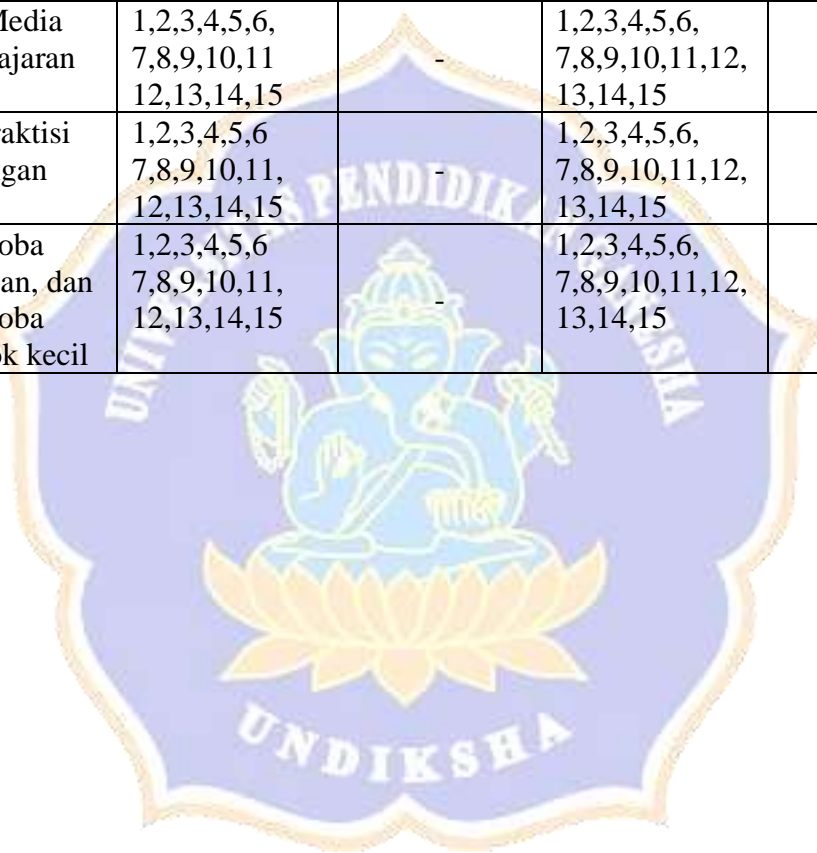 Media 1,2,3,4,5,6, 1,2,3,4,5,6,
ajaran 7,8,9,10,11 - 7,8,9,10,11,12,
12,13,14,15 13,14,15
raktisi 1,2,3,4,5,6 1,2,3,4,5,6,
gan 7,8,9,10,11, - 7,8,9,10,11,12,
12,13,14,15 13,14,15
oba 1,2,3,4,5,6 1,2,3,4,5,6,
an, dan 7,8,9,10,11, - 7,8,9,10,11,12,
oba 12,13,14,15 13,14,15
ok kecil
UNIVERSITAS PENDIDIKAN GANESHA
UNDIKSHA